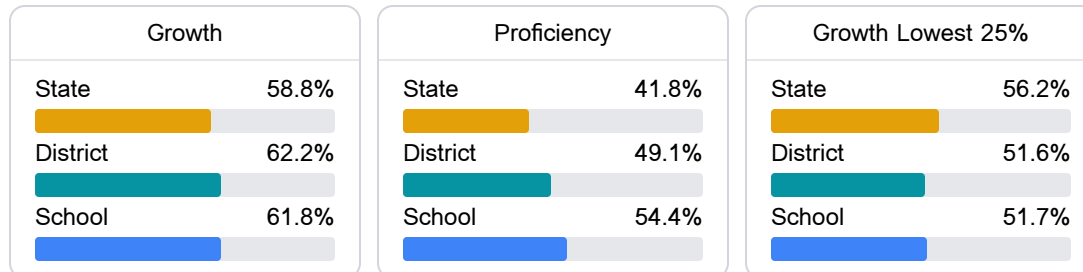 Growth
State 58.8%
District 62.2%
School 61.8%
Proficiency
State 41.8%
District 49.1%
School 54.4%
Growth Lowest 25%
State 56.2%
District 51.6%
School 51.7%